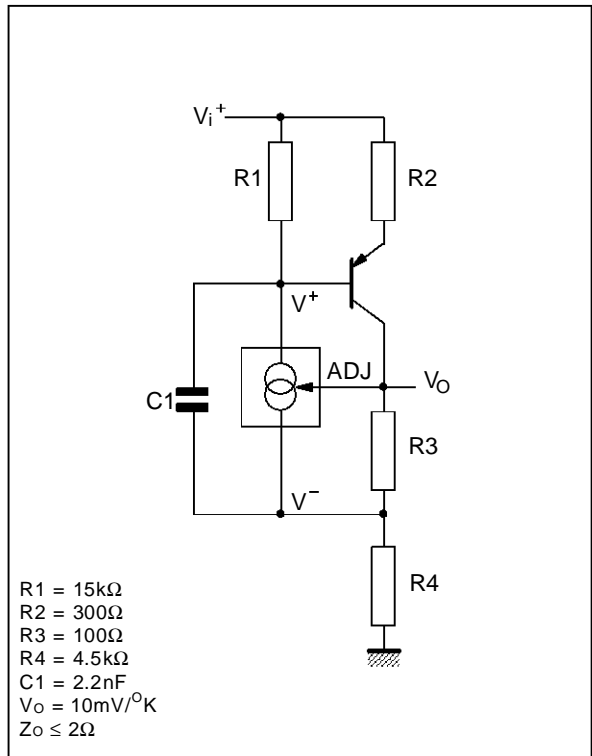 Vi+
R1
R2
V+
ADJ
VO
C1
R3
V−
R4
R1 = 15kΩ
R2 = 300Ω
R3 = 100Ω
R4 = 4.5kΩ
C1 = 2.2nF
VO = 10mV/°K
ZO ≤ 2Ω